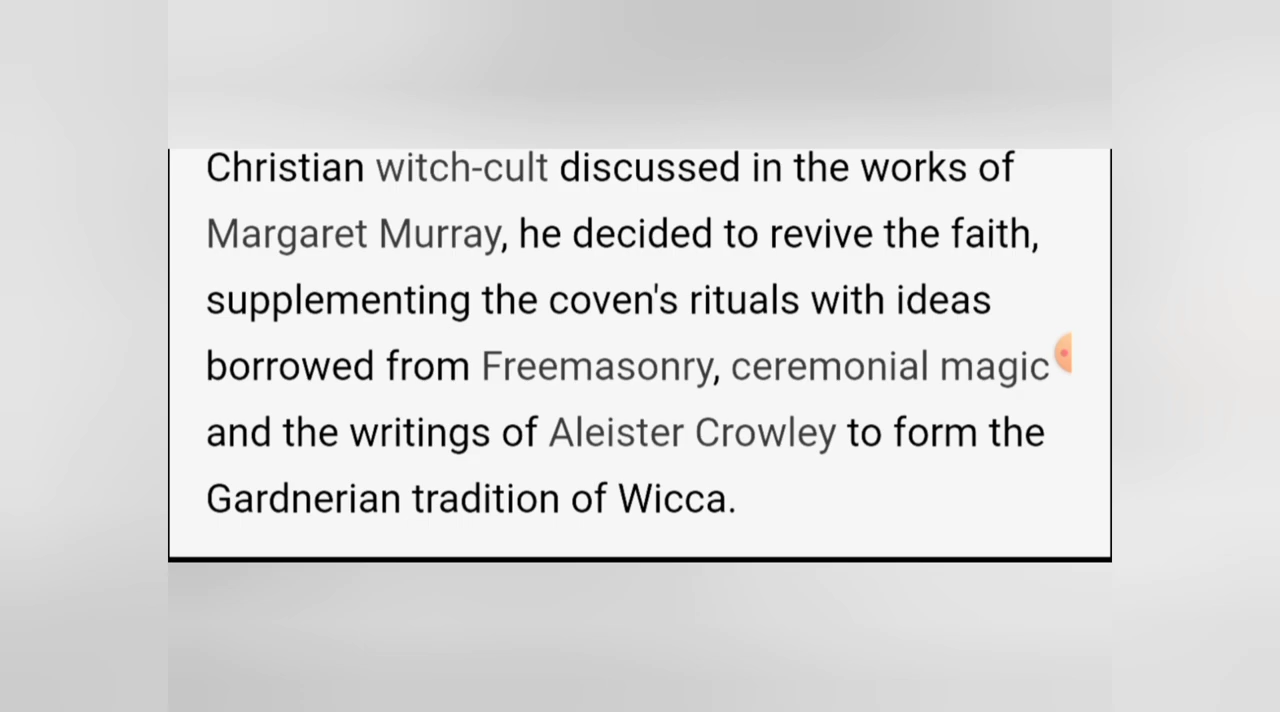 Christian witch-cult discussed in the works of
Margaret Murray, he decided to revive the faith,
supplementing the coven's rituals with ideas
borrowed from Freemasonry, ceremonial magic
and the writings of Aleister Crowley to form the
Gardnerian tradition of Wicca.